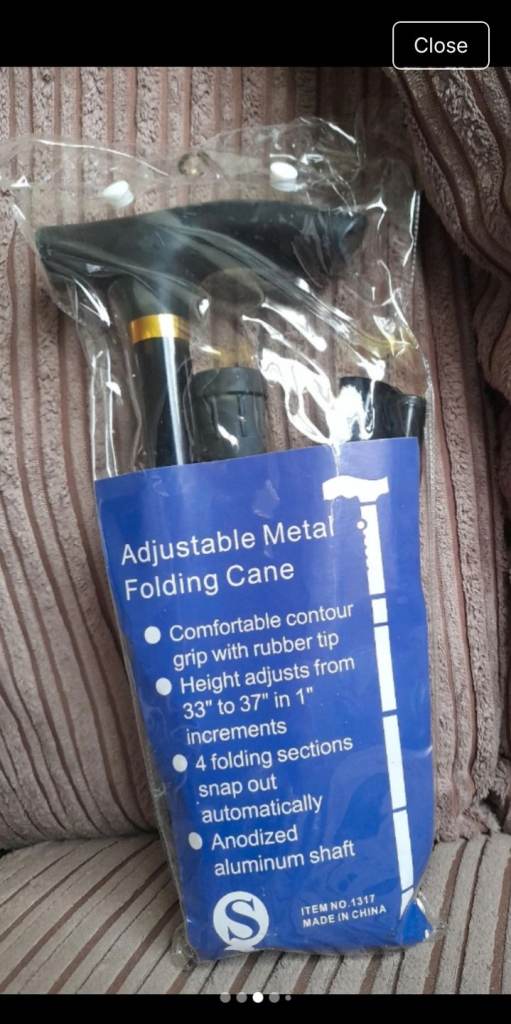 Close
Adjustable Metal
Folding Cane
Comfortable contour
grip with rubber tip
Height adjusts from
33" to 37" in 1"
increments
4 folding sections
snap out
automatically
Anodized
aluminum shaft
S
ITEM NO.1317
MADE IN CHINA